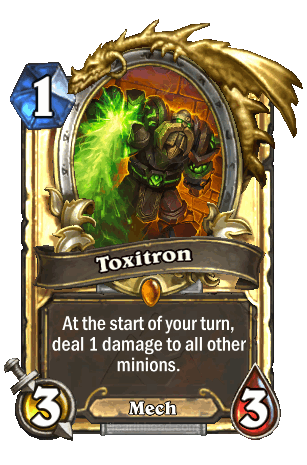 1
Toxitron
At the start of your turn,
deal 1 damage to all other
minions.
3
Mech
3